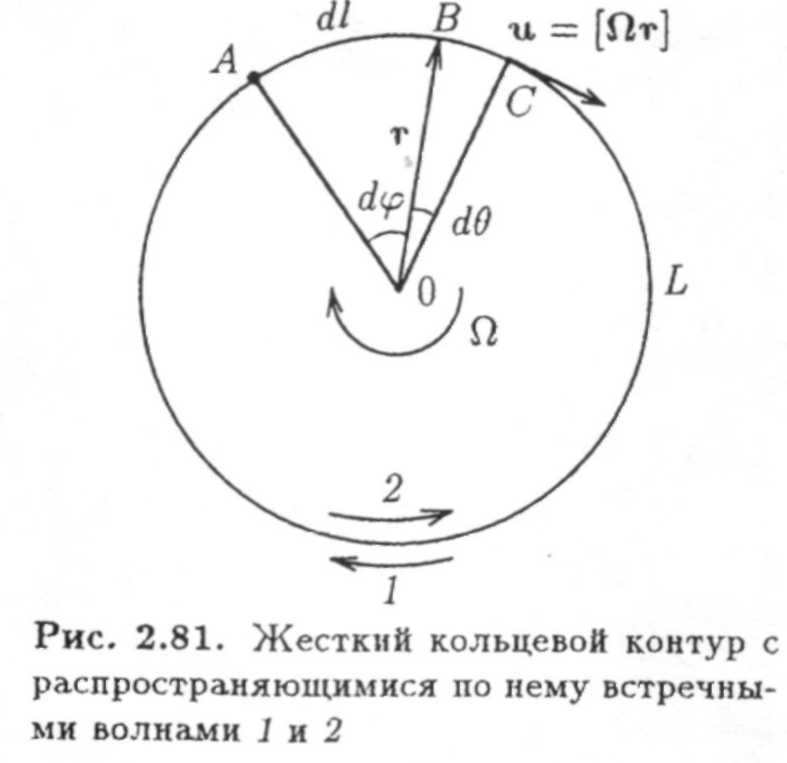 dl
B
u = [Ωr]
A
C
r
dφ
dθ
0
L
Ω
2
1
Рис. 2.81. Жесткий кольцевой контур с
распространяющимися по нему встречны-
ми волнами 1 и 2